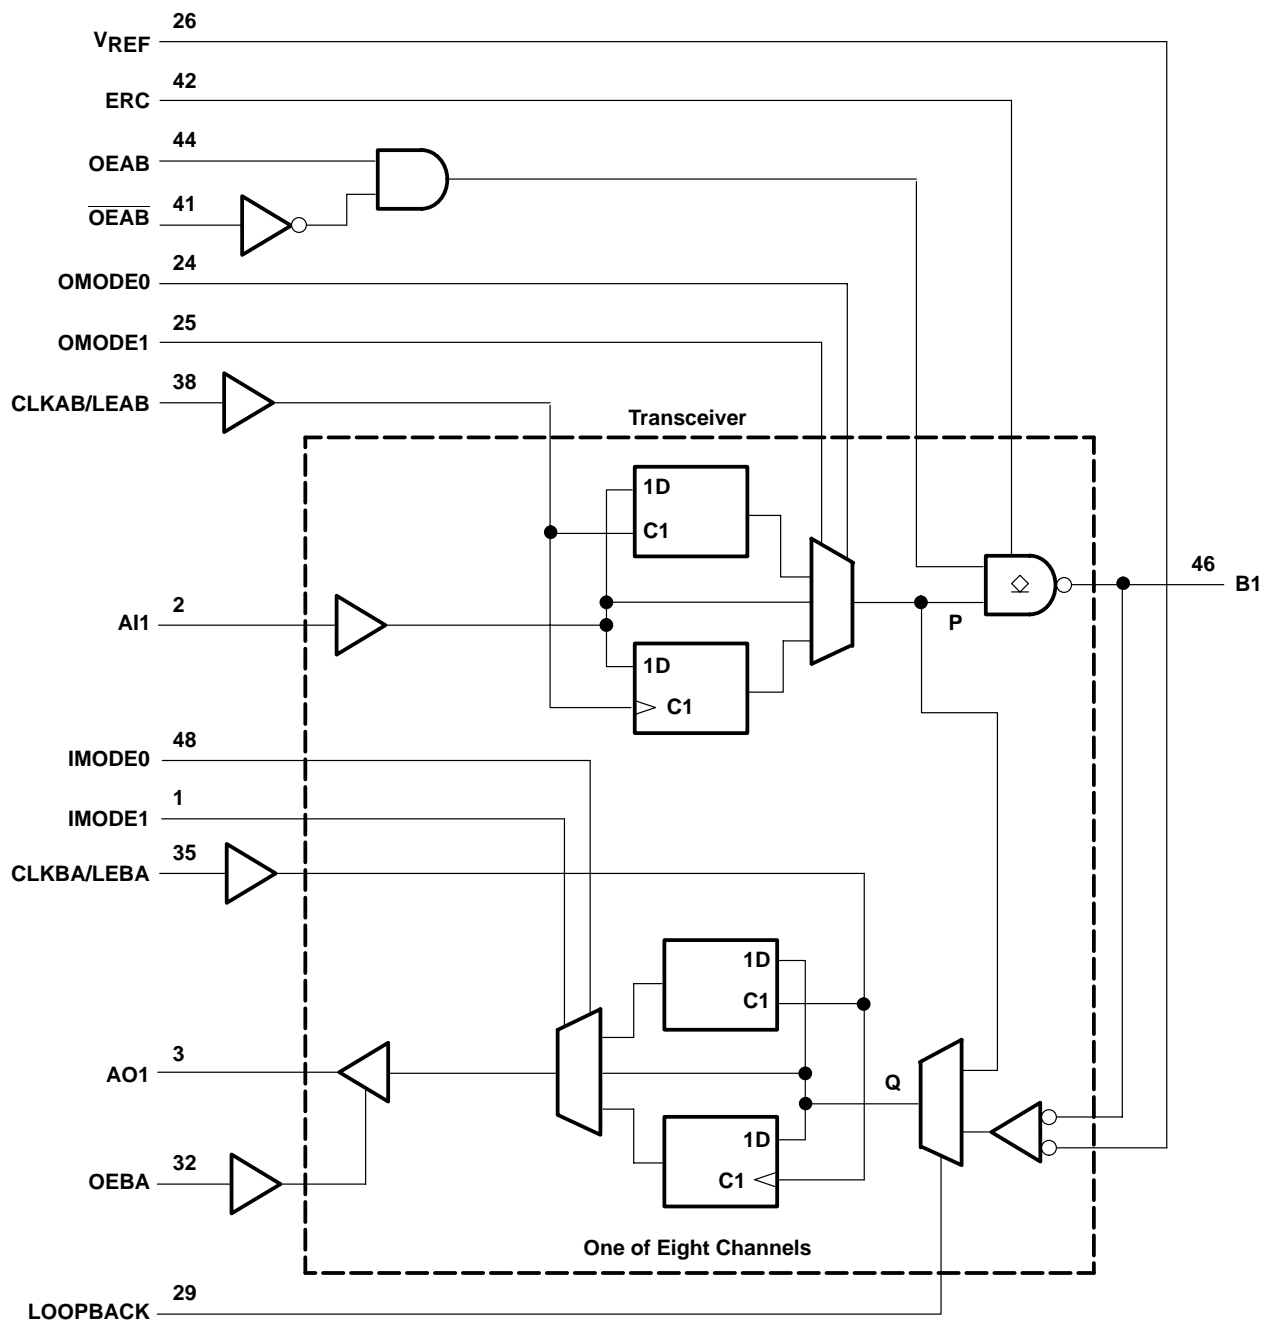 26
VREF
42
ERC
44
OEAB
41
OEAB
24
OMODE0
25
OMODE1
38
CLKAB/LEAB
Transceiver
1D
C1
46
B1
2
AI1
P
1D
C1
48
IMODE0
1
IMODE1
35
CLKBA/LEBA
1D
C1
3
AO1
Q
1D
C1
32
OEBA
One of Eight Channels
29
LOOPBACK